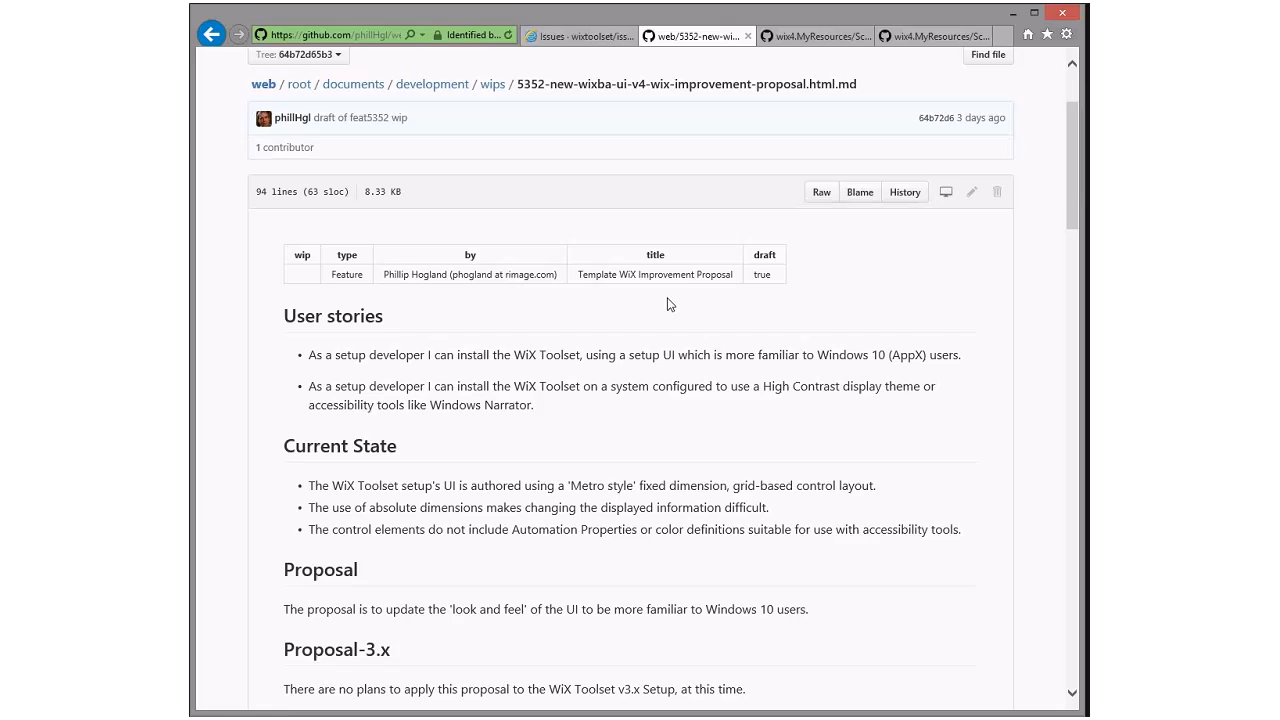 https://github.com/phillHgl/we
Identified b...
Issues - wixtoolset/iss...
web/5352-new-wi...
wix4.MyResources/Sc...
wix4.MyResources/Sc...
Tree: 64b72d65b3
Find file
web / root / documents / development / wips / 5352-new-wixba-ui-v4-wix-improvement-proposal.html.md
phillHgl draft of feat5352 wip
64b72d6 3 days ago
1 contributor
94 lines (63 sloc) 8.33 KB
Raw Blame History
wip type by title draft
Feature Phillip Hogland (phogland at rimage.com) Template WiX Improvement Proposal true
User stories
• As a setup developer I can install the WiX Toolset, using a setup UI which is more familiar to Windows 10 (AppX) users.
• As a setup developer I can install the WiX Toolset on a system configured to use a High Contrast display theme or
accessibility tools like Windows Narrator.
Current State
• The WiX Toolset setup's UI is authored using a 'Metro style' fixed dimension, grid-based control layout.
• The use of absolute dimensions makes changing the displayed information difficult.
• The control elements do not include Automation Properties or color definitions suitable for use with accessibility tools.
Proposal
The proposal is to update the 'look and feel' of the UI to be more familiar to Windows 10 users.
Proposal-3.x
There are no plans to apply this proposal to the WiX Toolset v3.x Setup, at this time.